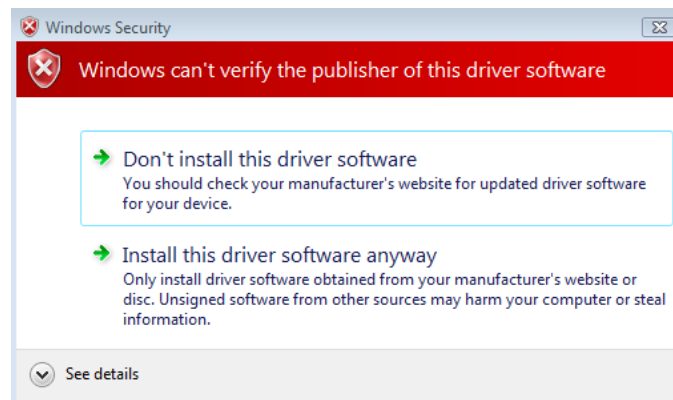 Windows Security
Windows can't verify the publisher of this driver software
Don't install this driver software
You should check your manufacturer's website for updated driver software
for your device.
Install this driver software anyway
Only install driver software obtained from your manufacturer's website or
disc. Unsigned software from other sources may harm your computer or steal
information.
See details